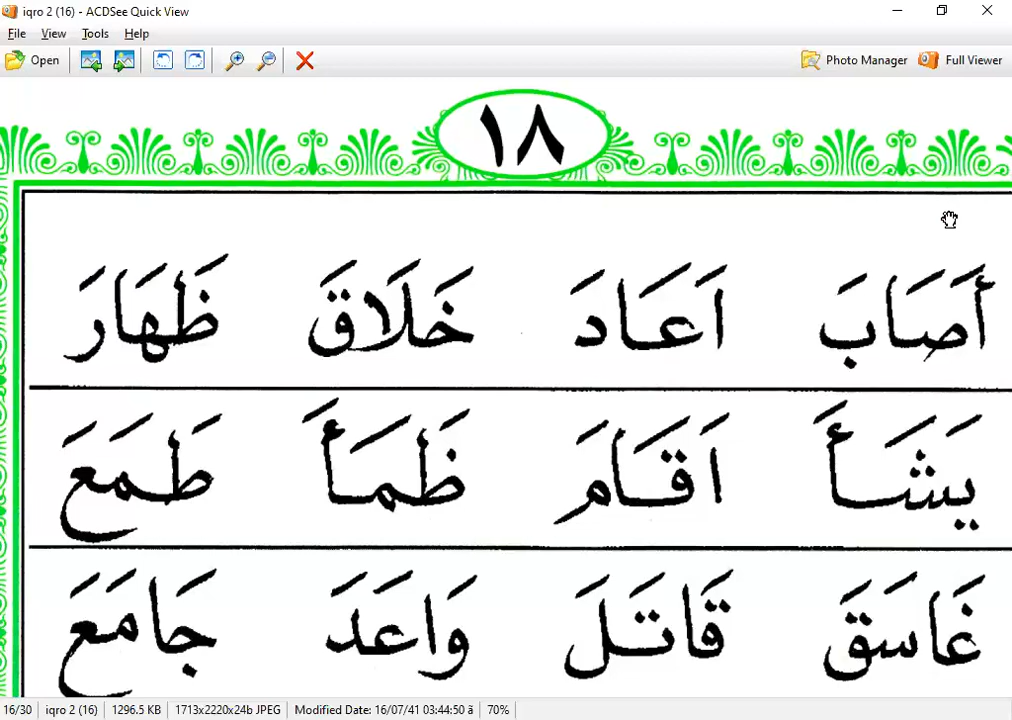 iqro 2 (16) - ACDSee Quick View
File View Tools Help
Open Photo Manager Full Viewer
١٨
أَصَابَ اَعَادَ خَلَاقَ ظَهَارَ
يَشَأَ اَقَامَ ظَمَأَ طَمَعَ
غَاسَقَ قَاتَلَ وَاعَدَ جَامَعَ
16/30 iqro 2 (16) 1296.5 KB 1713x2220x24b JPEG Modified Date: 16/07/41 03:44:50 ã 70%